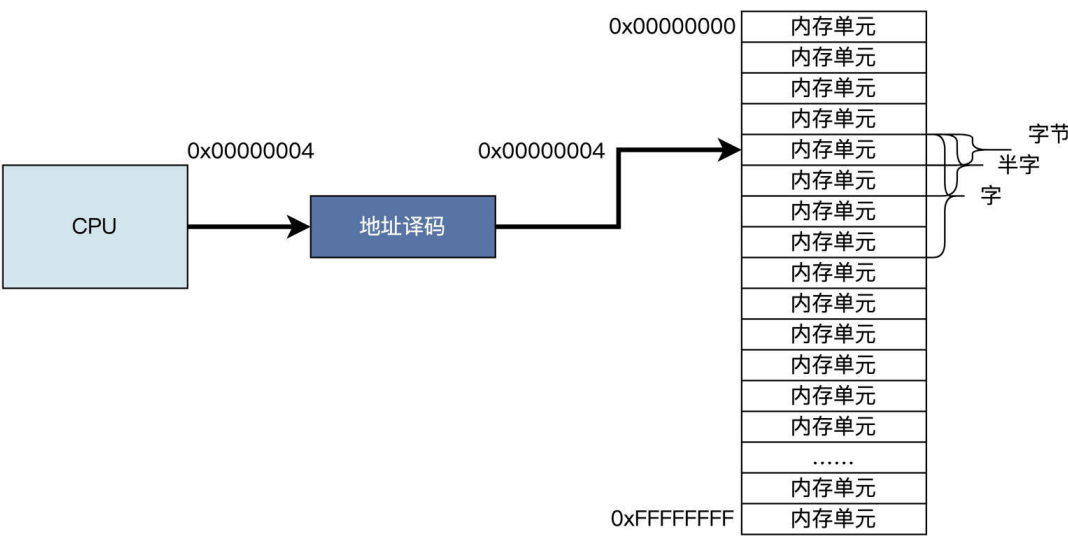 0x00000000 内存单元
内存单元
内存单元
内存单元
字节
0x00000004
0x00000004
内存单元
半字
内存单元
字
内存单元
CPU
地址译码
内存单元
内存单元
内存单元
内存单元
内存单元
内存单元
内存单元
......
内存单元
0xFFFFFFFF 内存单元